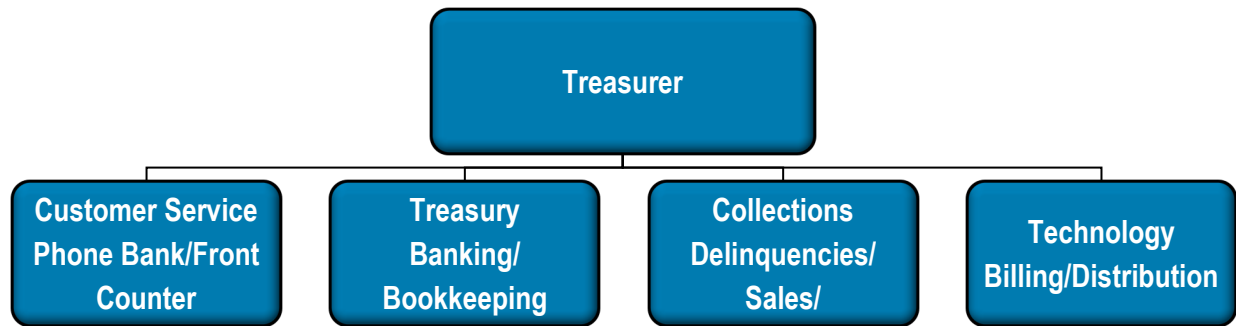 Treasurer
Customer Service
Phone Bank/Front
Counter
Treasury
Banking/
Bookkeeping
Collections
Delinquencies/
Sales/
Technology
Billing/Distribution